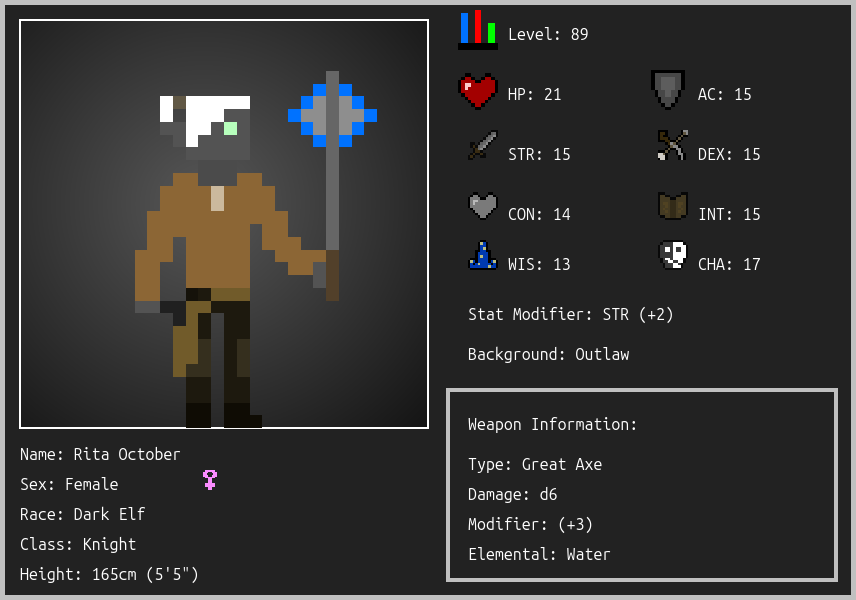 Level: 89
HP: 21
AC: 15
STR: 15
DEX: 15
CON: 14
INT: 15
WIS: 13
CHA: 17
Stat Modifier: STR (+2)
Background: Outlaw
Weapon Information:
Type: Great Axe
Damage: d6
Modifier: (+3)
Elemental: Water
Name: Rita October
Sex: Female
Race: Dark Elf
Class: Knight
Height: 165cm (5'5")